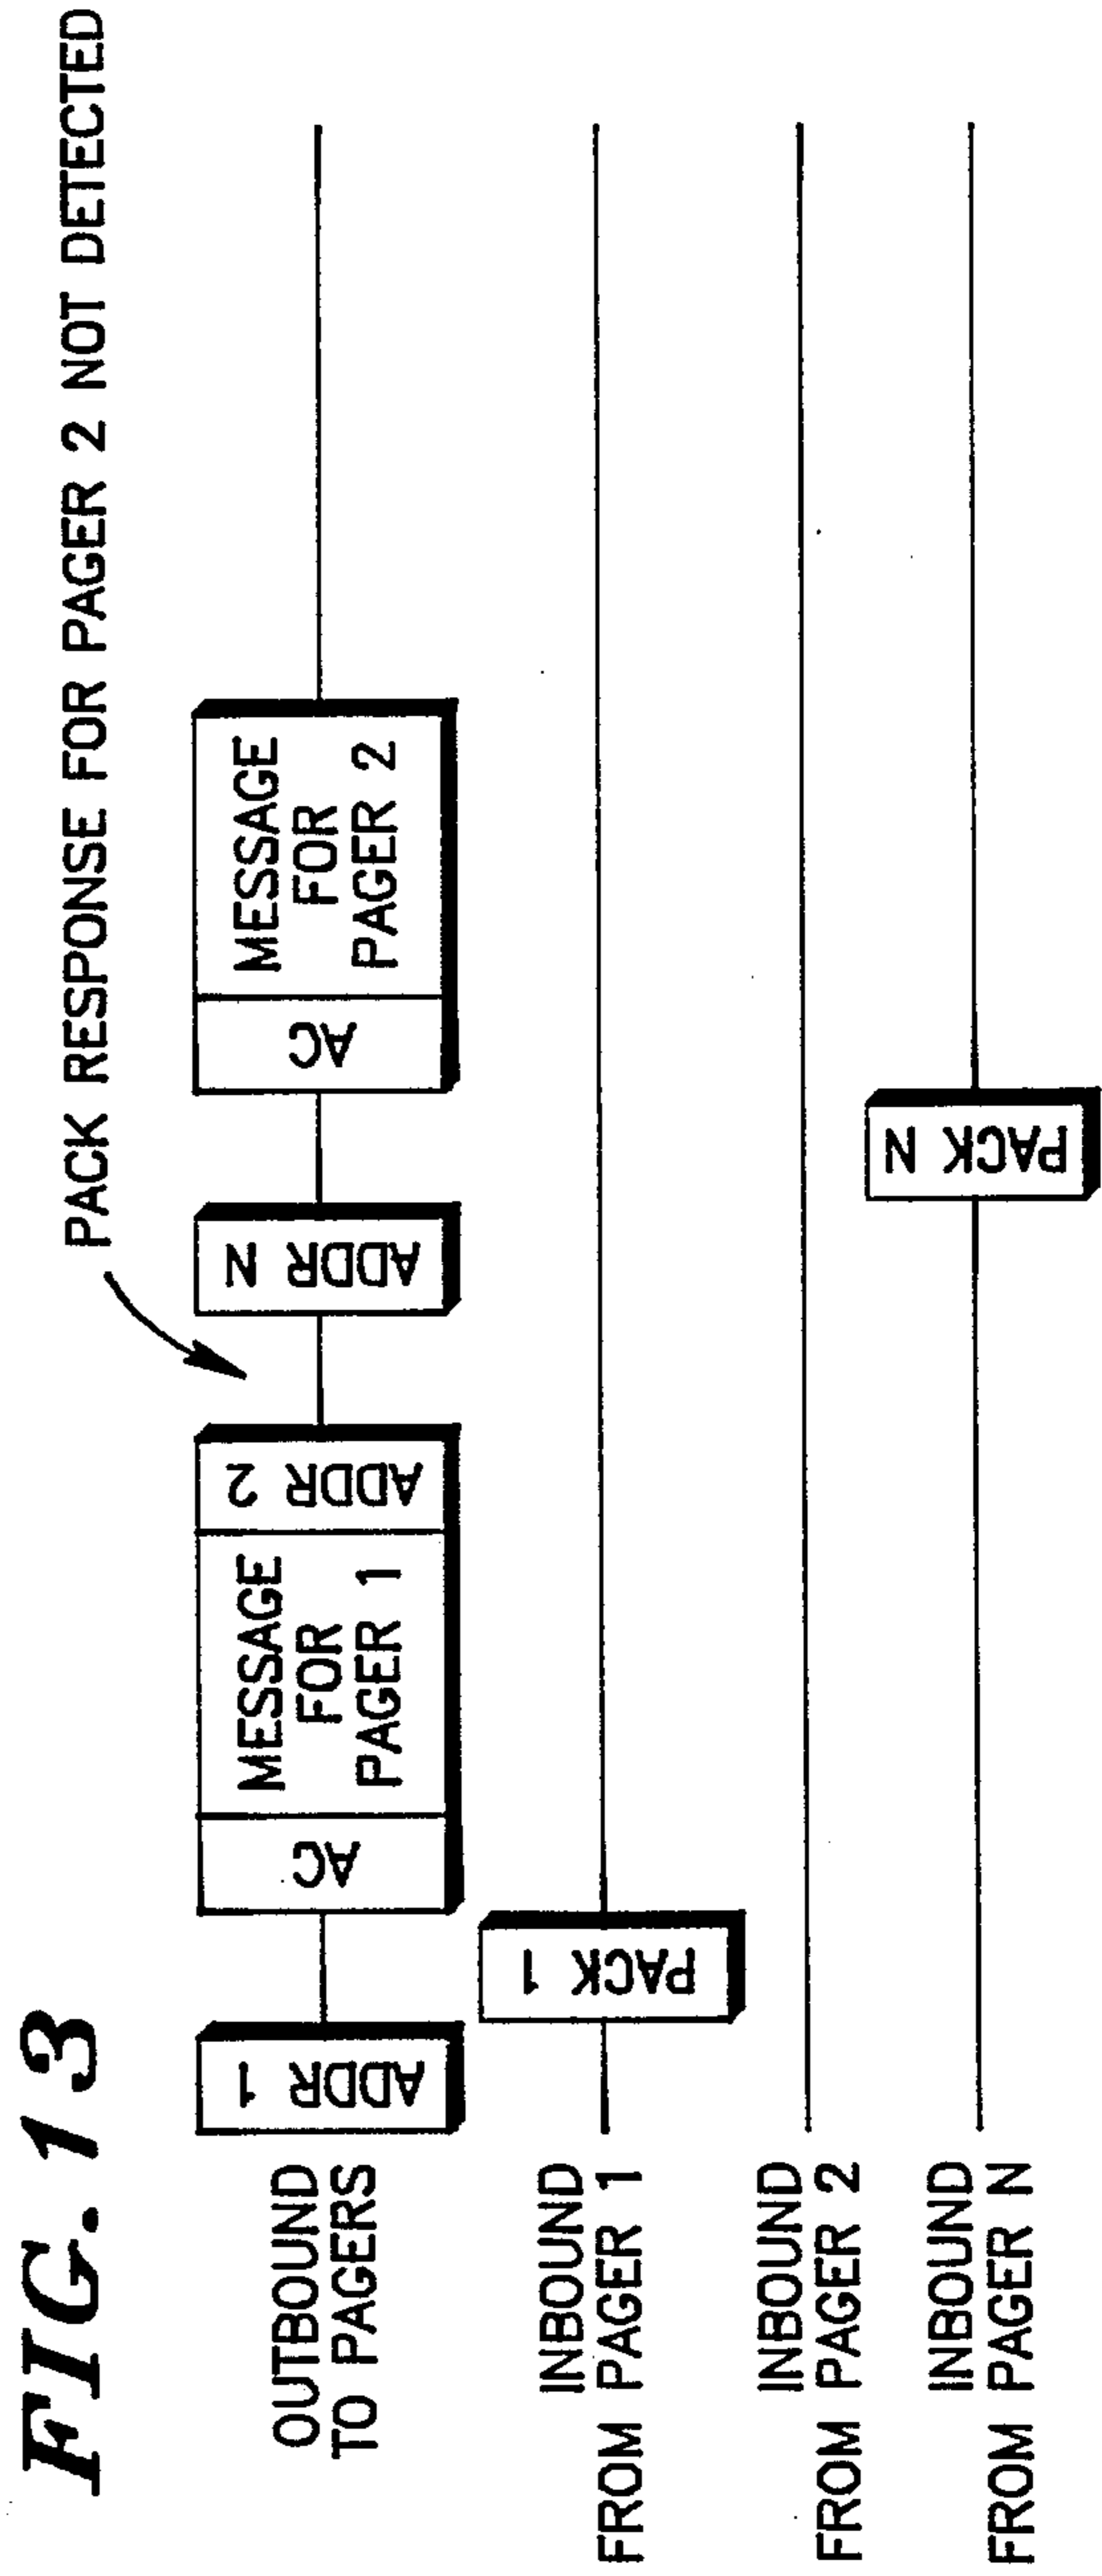 FIG. 13
PACK RESPONSE FOR PAGER 2 NOT DETECTED
OUTBOUND
TO PAGERS
ADDR 1
AC
MESSAGE
FOR
PAGER 1
ADDR 2
ADDR N
AC
MESSAGE
FOR
PAGER 2
INBOUND
FROM PAGER 1
PACK 1
INBOUND
FROM PAGER 2
INBOUND
FROM PAGER N
PACK N